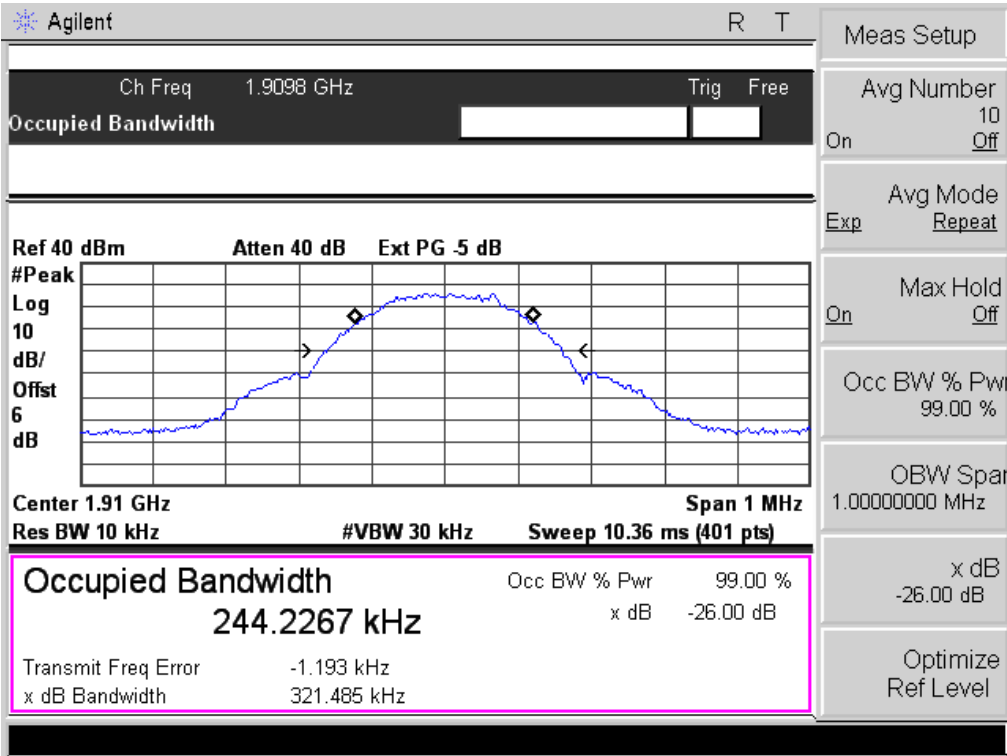 Agilent R T
Ch Freq 1.9098 GHz Trig Free
Occupied Bandwidth
Ref 40 dBm Atten 40 dB Ext PG -5 dB
#Peak
Log
10
dB/
Offst
6
dB
Center 1.91 GHz Span 1 MHz
Res BW 10 kHz #VBW 30 kHz Sweep 10.36 ms (401 pts)
Occupied Bandwidth Occ BW % Pwr 99.00 %
244.2267 kHz x dB -26.00 dB
Transmit Freq Error -1.193 kHz
x dB Bandwidth 321.485 kHz
Meas Setup
Avg Number
10
On Off
Avg Mode
Exp Repeat
Max Hold
On Off
Occ BW % Pwr
99.00 %
OBW Span
1.00000000 MHz
x dB
-26.00 dB
Optimize
Ref Level